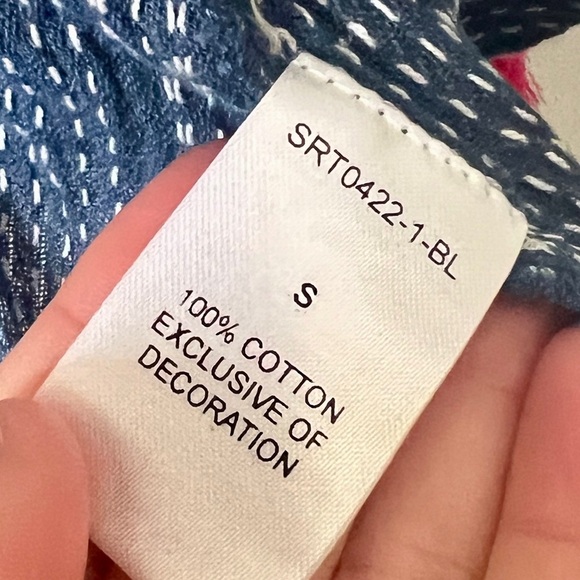 SRT0422-1-BL
S
100% COTTON
EXCLUSIVE OF
DECORATION